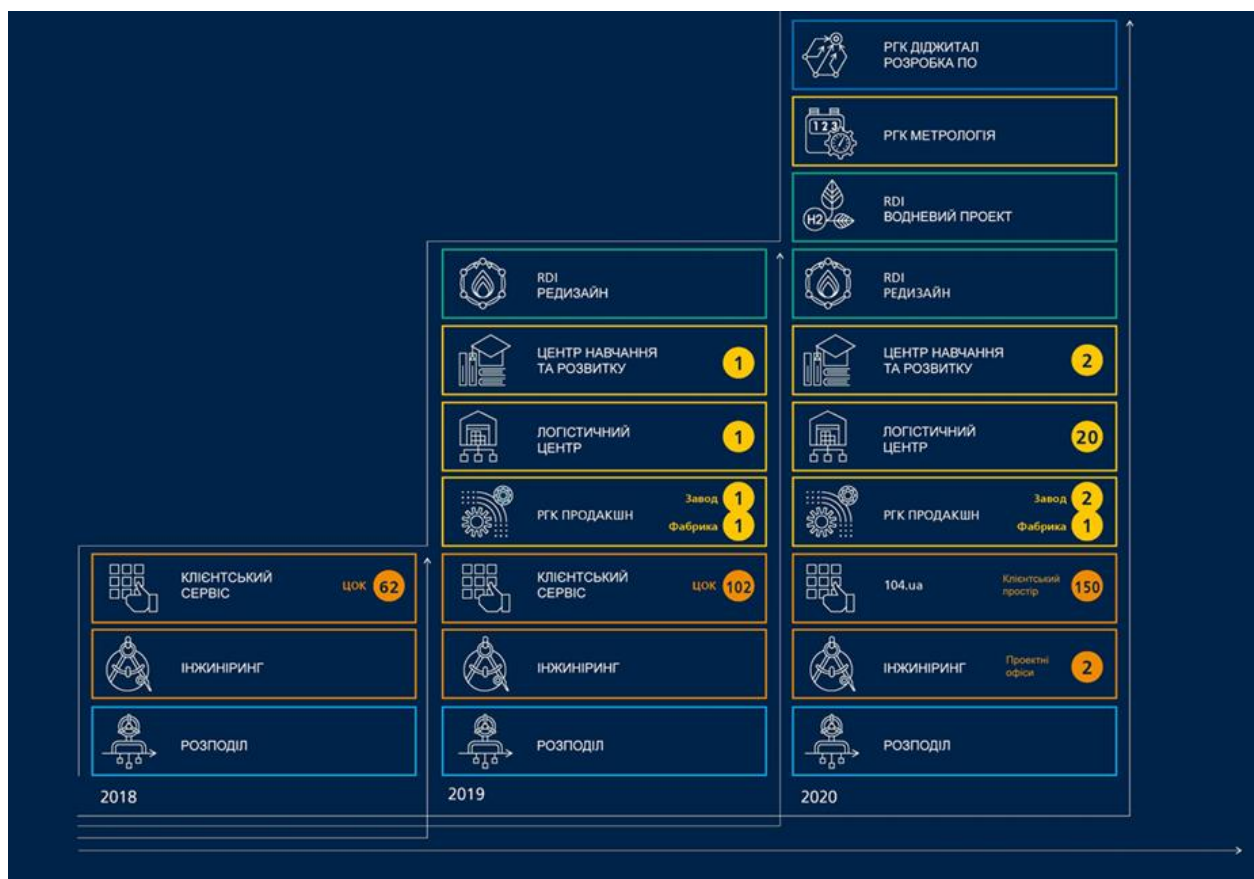 РГК ДІДЖИТАЛ
РОЗРОБКА ПО
123
РГК МЕТРОЛОГІЯ
H2
RDI
ВОДНЕВИЙ ПРОЕКТ
RDI
РЕДИЗАЙН
RDI
РЕДИЗАЙН
ЦЕНТР НАВЧАННЯ
ТА РОЗВИТКУ
1
ЦЕНТР НАВЧАННЯ
ТА РОЗВИТКУ
2
ЛОГІСТИЧНИЙ
ЦЕНТР
1
ЛОГІСТИЧНИЙ
ЦЕНТР
20
РГК ПРОДАКШН
Завод 1
Фабрика 1
РГК ПРОДАКШН
Завод 2
Фабрика 1
КЛІЄНТСЬКИЙ
СЕРВІС
ЦОК 62
КЛІЄНТСЬКИЙ
СЕРВІС
ЦОК 102
104.ua
Клієнтський
простір
150
ІНЖИНІРИНГ
ІНЖИНІРИНГ
ІНЖИНІРИНГ
Проектні
офіси
2
РОЗПОДІЛ
РОЗПОДІЛ
РОЗПОДІЛ
2018
2019
2020